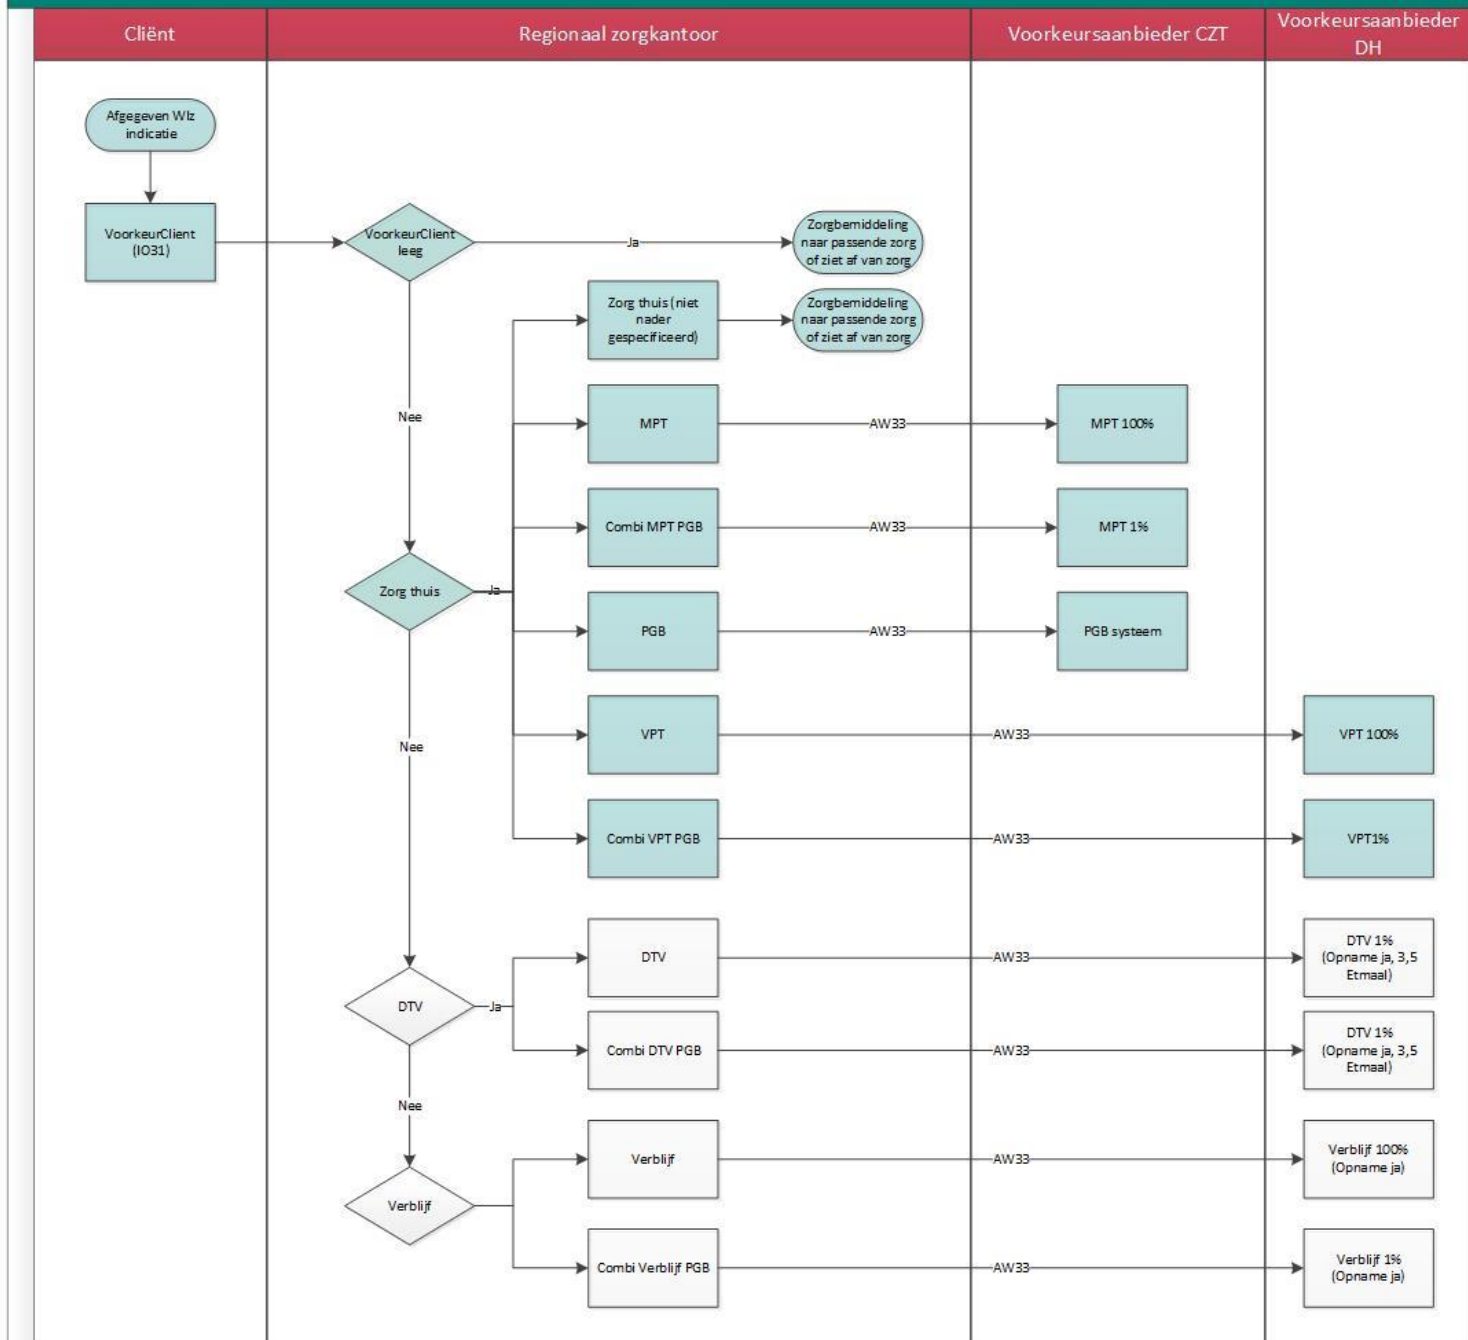 Cliënt
Regionaal zorgkantoor
Voorkeursaanbieder CZT
Voorkeursaanbieder
DH
Afgegeven Wlz
indicatie
VoorkeurClient
(IO31)
VoorkeurClient
leeg
Ja
Zorgbemiddeling
naar passende zorg
of ziet af van zorg
Zorg thuis (niet
nader
gespecificeerd)
Zorgbemiddeling
naar passende zorg
of ziet af van zorg
Nee
MPT
AW33
MPT 100%
Combi MPT PGB
AW33
MPT 1%
Zorg thuis
Ja
PGB
AW33
PGB systeem
Nee
VPT
AW33
VPT 100%
Combi VPT PGB
AW33
VPT1%
DTV
AW33
DTV 1%
(Opname ja, 3,5
Etmaal)
DTV
Ja
Combi DTV PGB
AW33
DTV 1%
(Opname ja, 3,5
Etmaal)
Nee
Verblijf
AW33
Verblijf 100%
(Opname ja)
Verblijf
Combi Verblijf PGB
AW33
Verblijf 1%
(Opname ja)